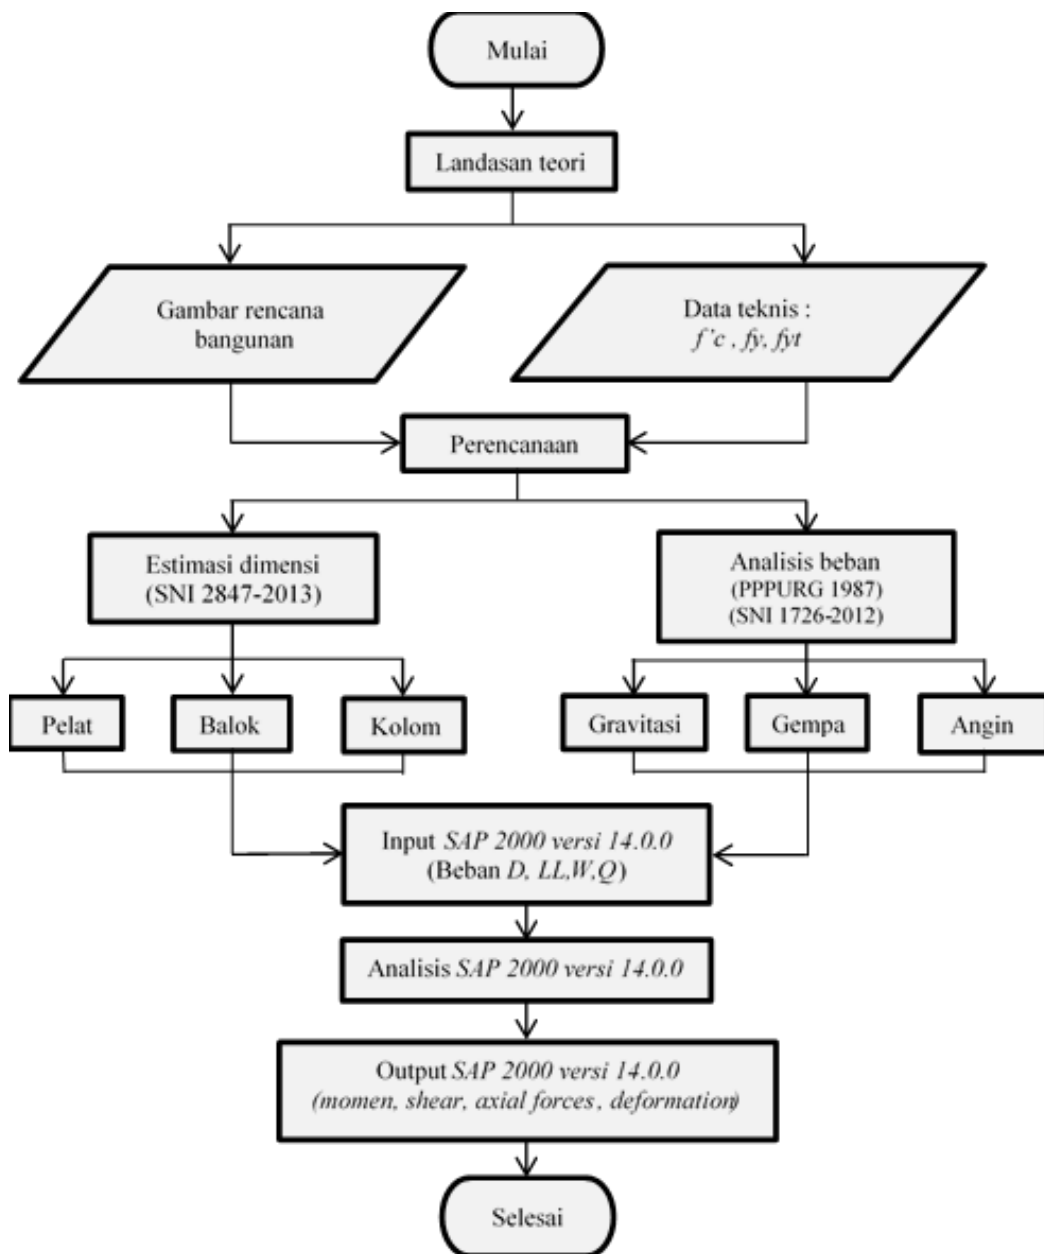 Mulai
Landasan teori
Gambar rencana
bangunan
Data teknis :
f'c , fy, fyt
Perencanaan
Estimasi dimensi
(SNI 2847-2013)
Analisis beban
(PPPURG 1987)
(SNI 1726-2012)
Pelat
Balok
Kolom
Gravitasi
Gempa
Angin
Input SAP 2000 versi 14.0.0
(Beban D, LL,W,Q)
Analisis SAP 2000 versi 14.0.0
Output SAP 2000 versi 14.0.0
(momen, shear, axial forces , deformation)
Selesai